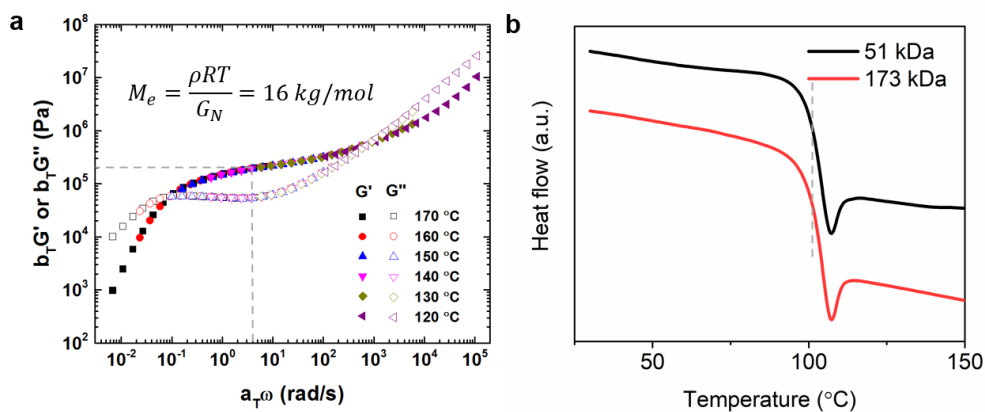 a
b_TG' or b_TG'' (Pa)
10^8
10^7
10^6
10^5
10^4
10^3
10^2
M_e = ρRT / G_N = 16 kg/mol
G' G''
170 °C
160 °C
150 °C
140 °C
130 °C
120 °C
10^-2 10^-1 10^0 10^1 10^2 10^3 10^4 10^5
a_Tω (rad/s)
b
Heat flow (a.u.)
51 kDa
173 kDa
50 100 150
Temperature (°C)